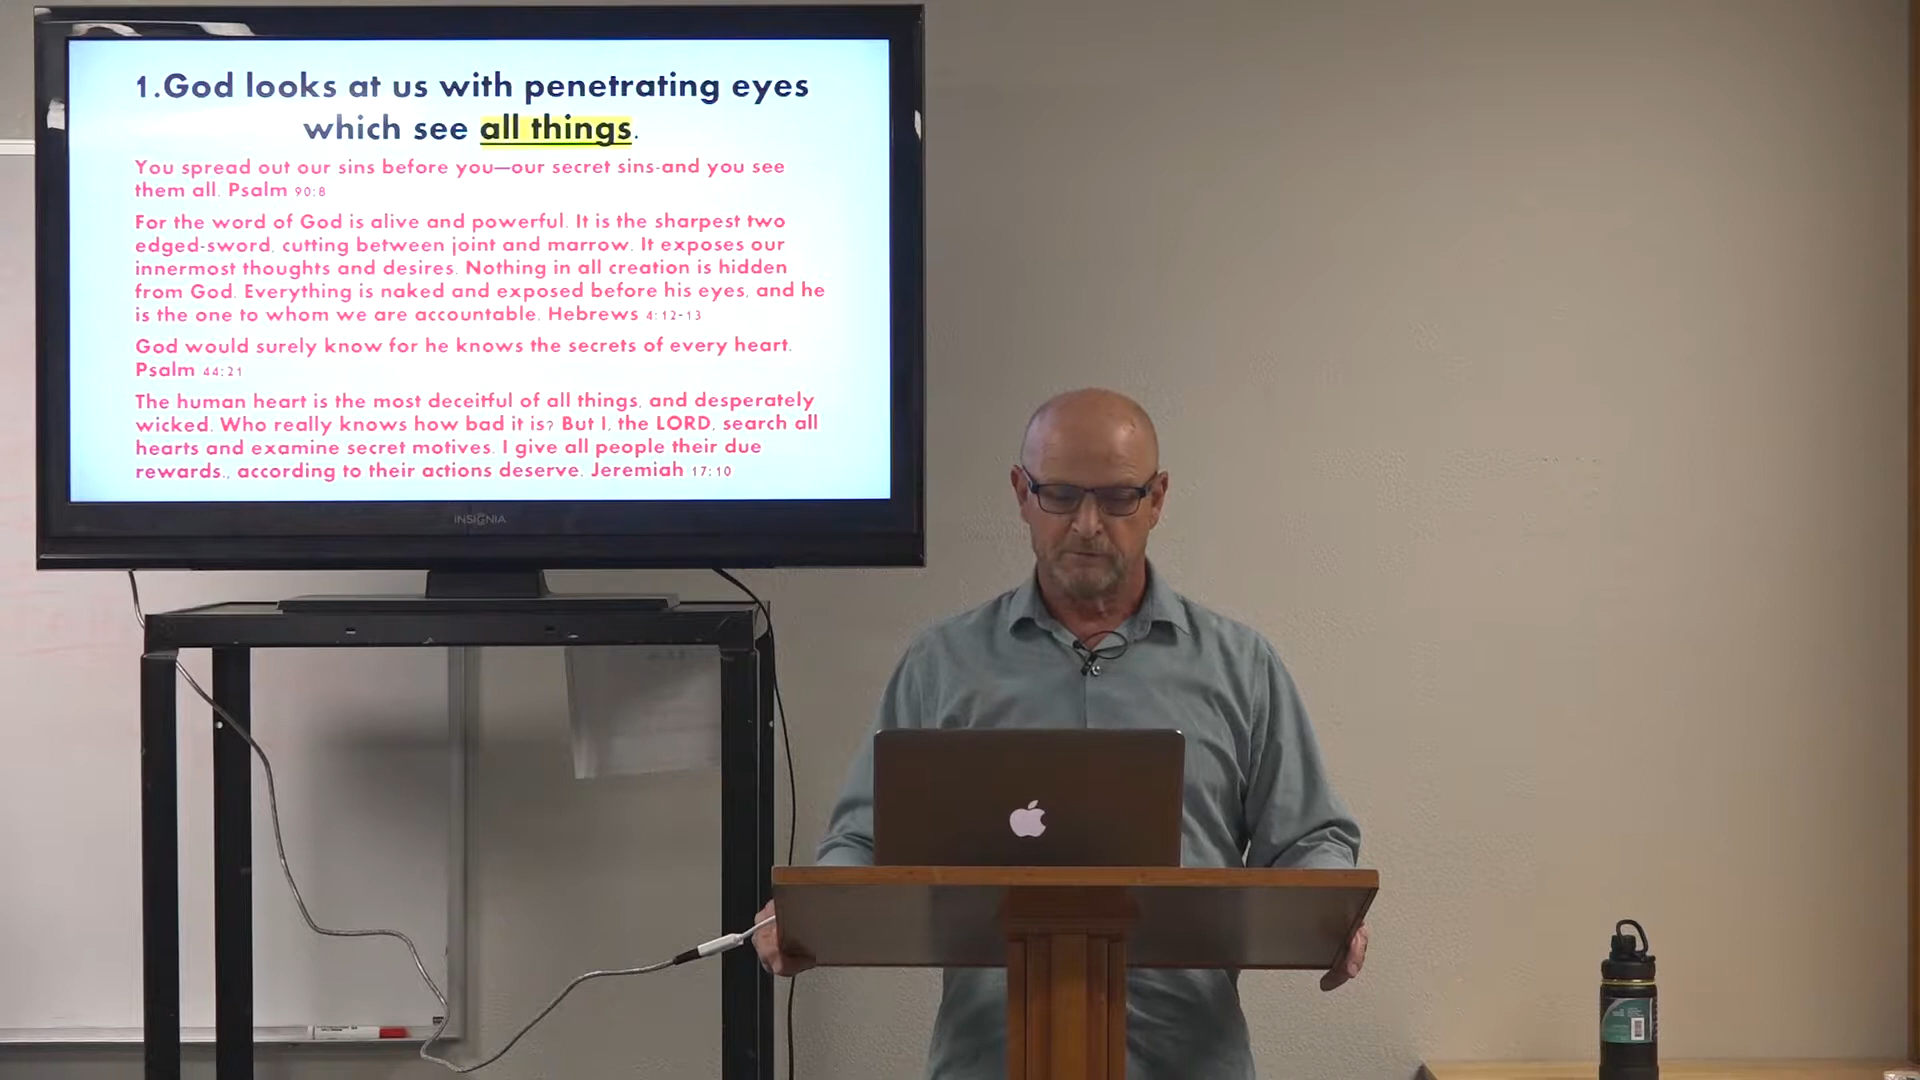 1.God looks at us with penetrating eyes
which see all things.
You spread out our sins before you—our secret sins-and you see
them all. Psalm 90:8
For the word of God is alive and powerful. It is the sharpest two
edged-sword, cutting between joint and marrow. It exposes our
innermost thoughts and desires. Nothing in all creation is hidden
from God. Everything is naked and exposed before his eyes, and he
is the one to whom we are accountable. Hebrews 4:12-13
God would surely know for he knows the secrets of every heart.
Psalm 44:21
The human heart is the most deceitful of all things, and desperately
wicked. Who really knows how bad it is? But I, the LORD, search all
hearts and examine secret motives. I give all people their due
rewards., according to their actions deserve. Jeremiah 17:10
INSIGNIA